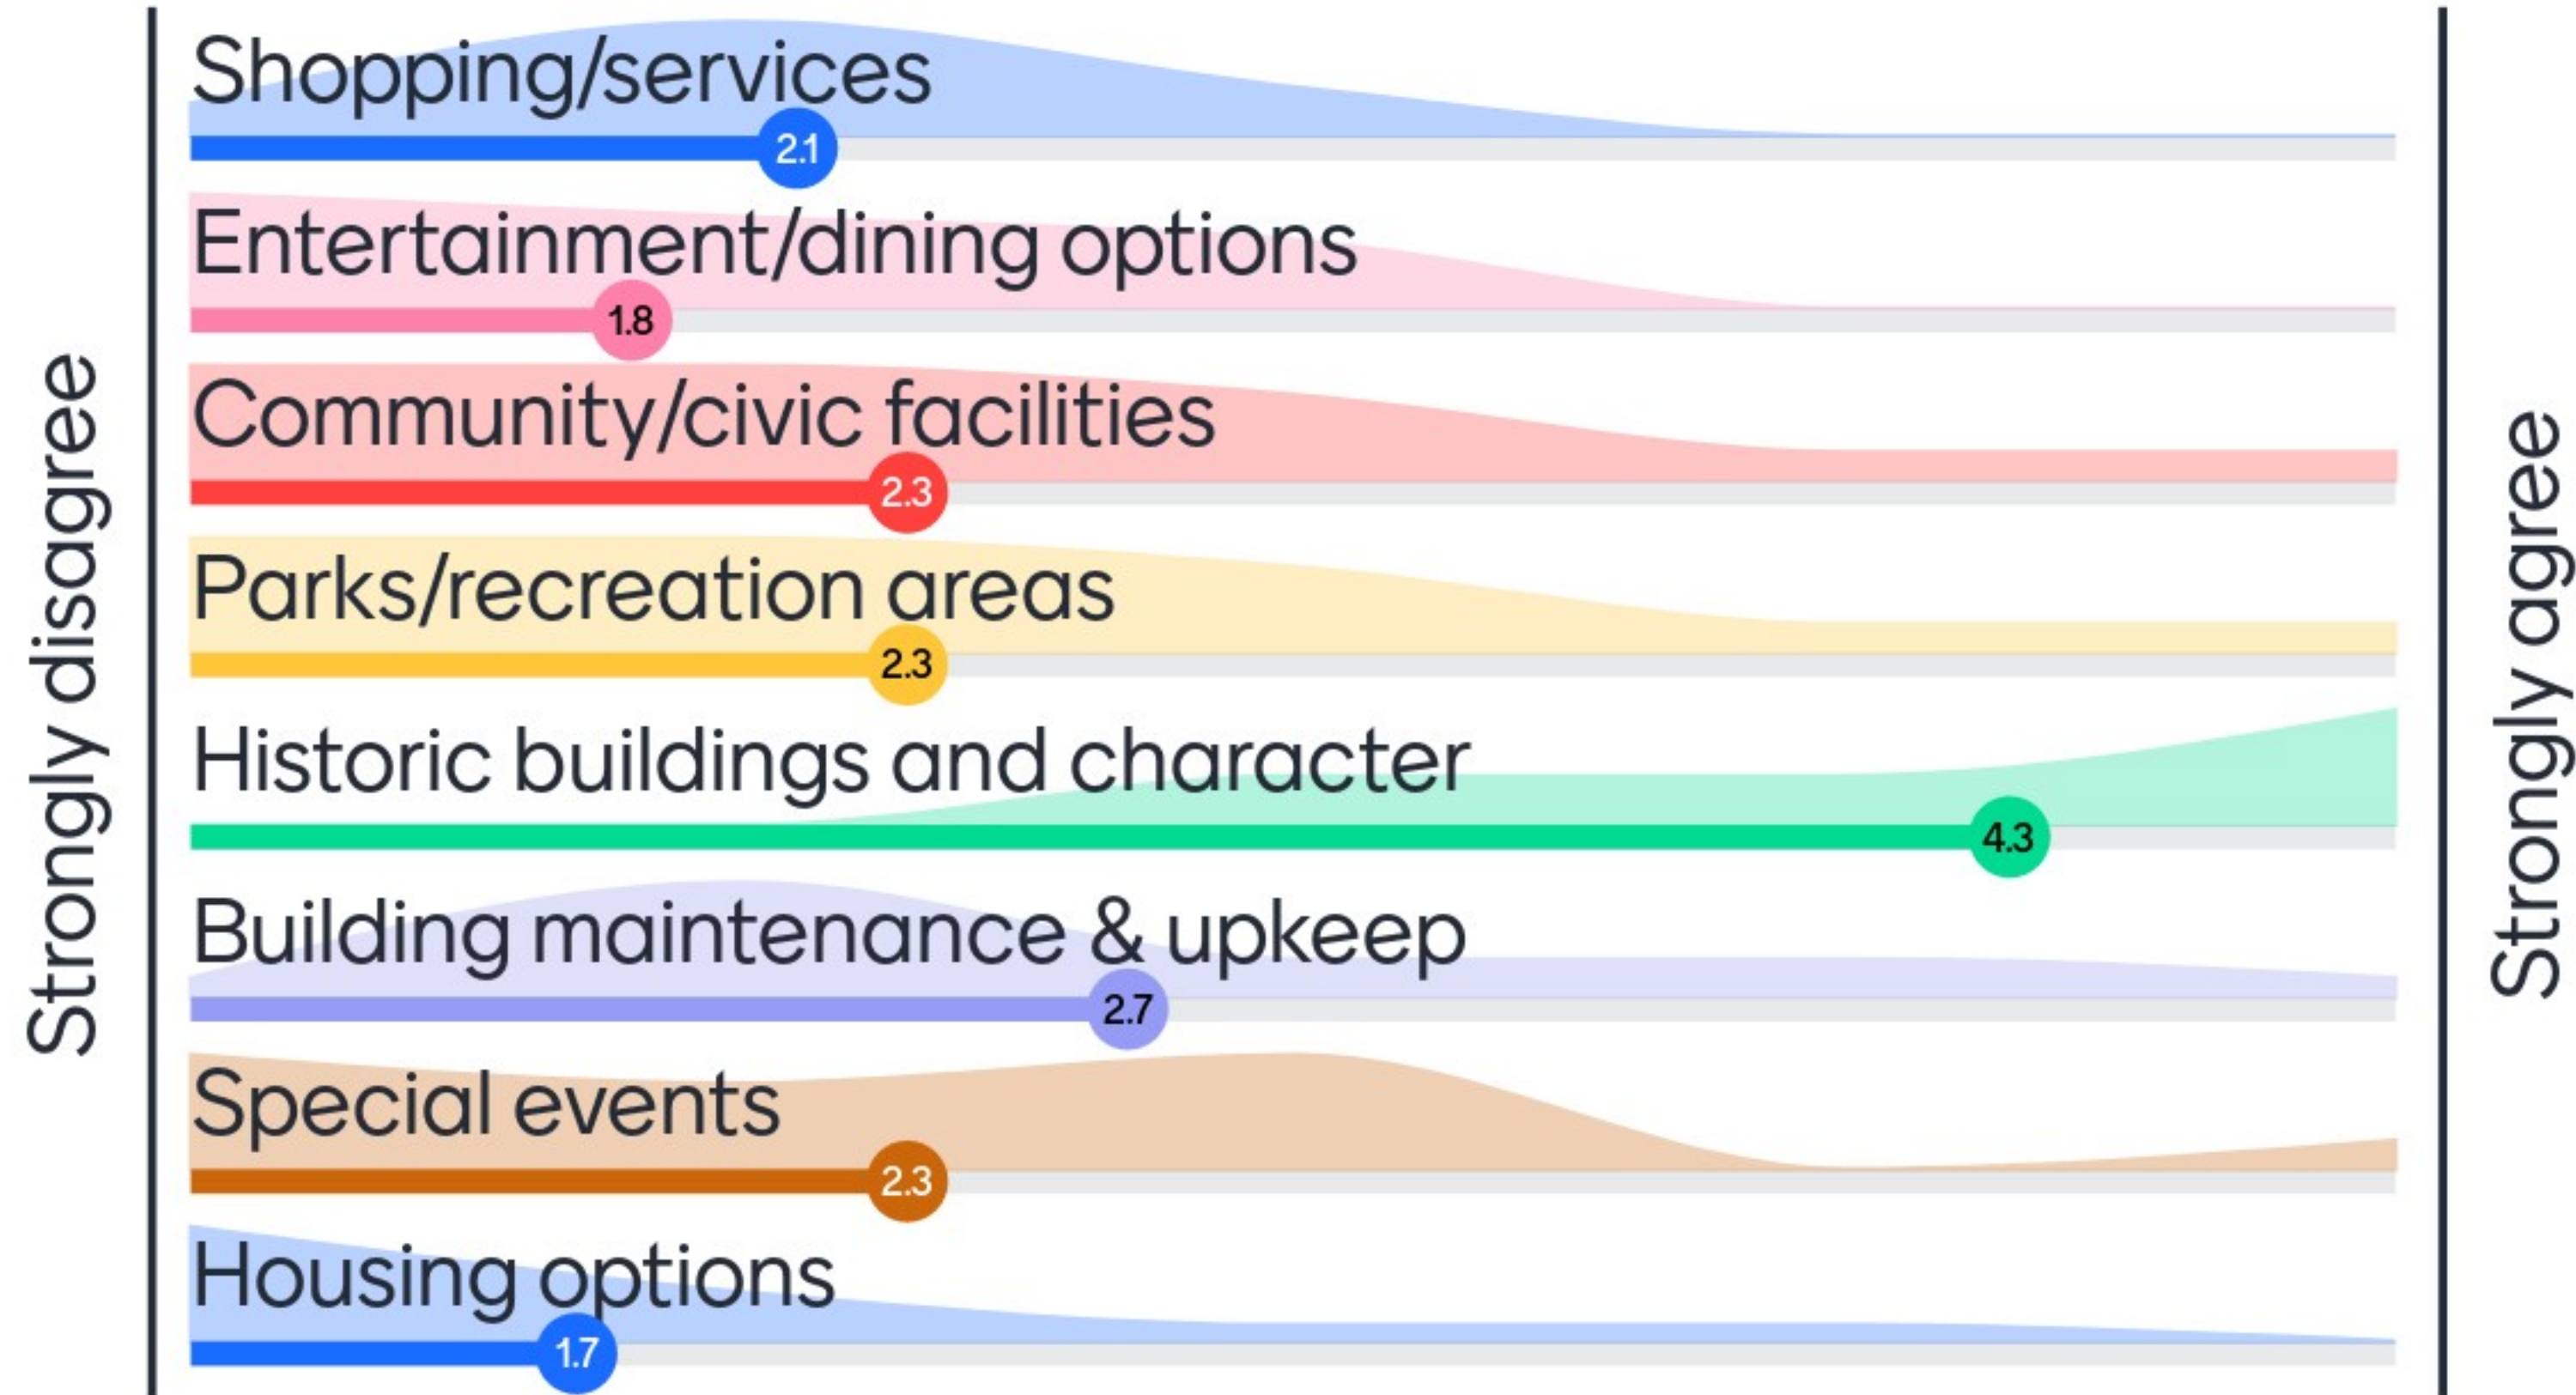 Strongly disagree
Shopping/services
2.1
Entertainment/dining options
1.8
Community/civic facilities
2.3
Parks/recreation areas
2.3
Historic buildings and character
4.3
Building maintenance & upkeep
2.7
Special events
2.3
Housing options
1.7
Strongly agree